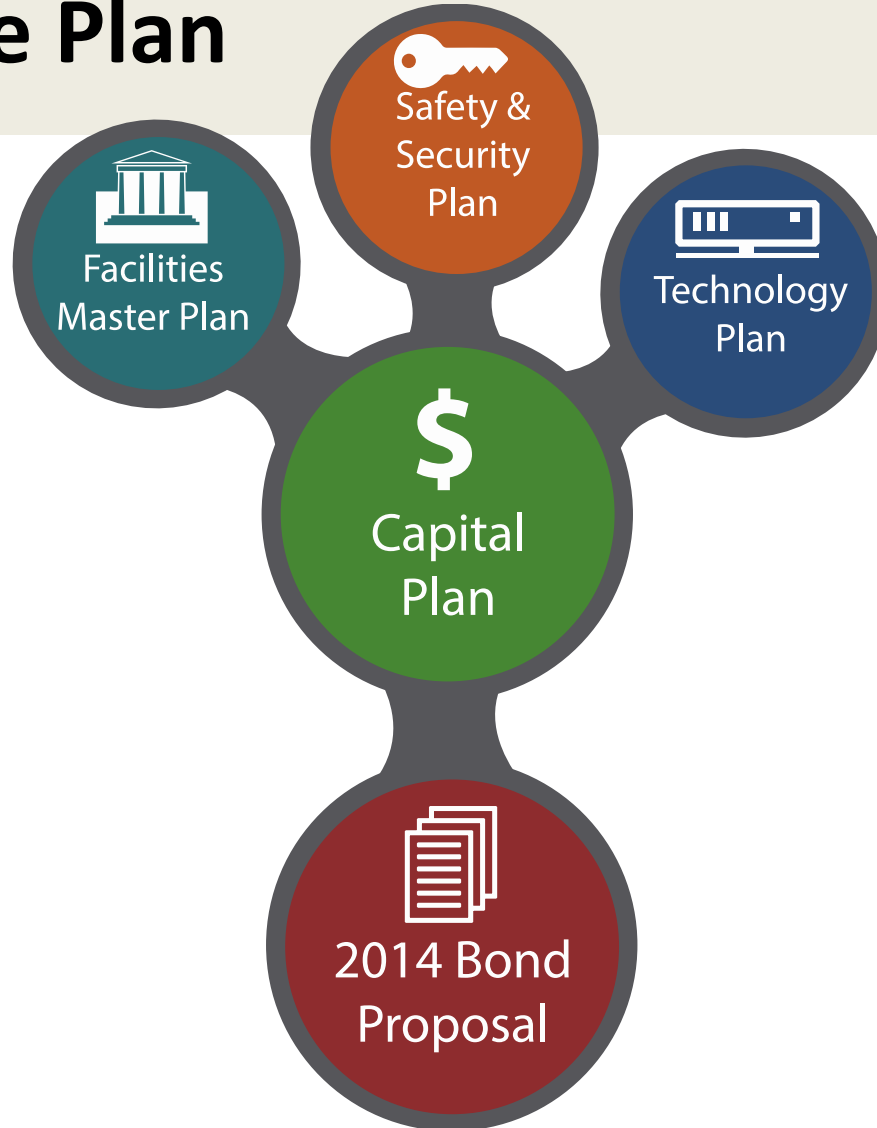 e Plan
Safety &
Security
Plan
Facilities
Master Plan
Technology
Plan
$
Capital
Plan
2014 Bond
Proposal